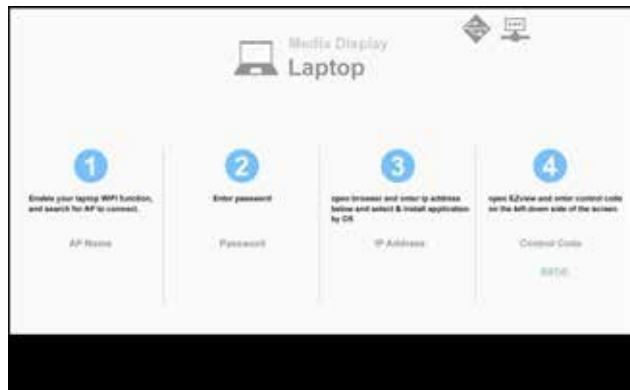 Media Display
Laptop
1
Enable your laptop WIFI function,
and search for AP to connect.
AP Name
2
Enter password
Password
3
open browser and enter ip address
below and select & install application
by OS
IP Address
4
open EZview and enter control code
on the left-down side of the screen.
Control Code